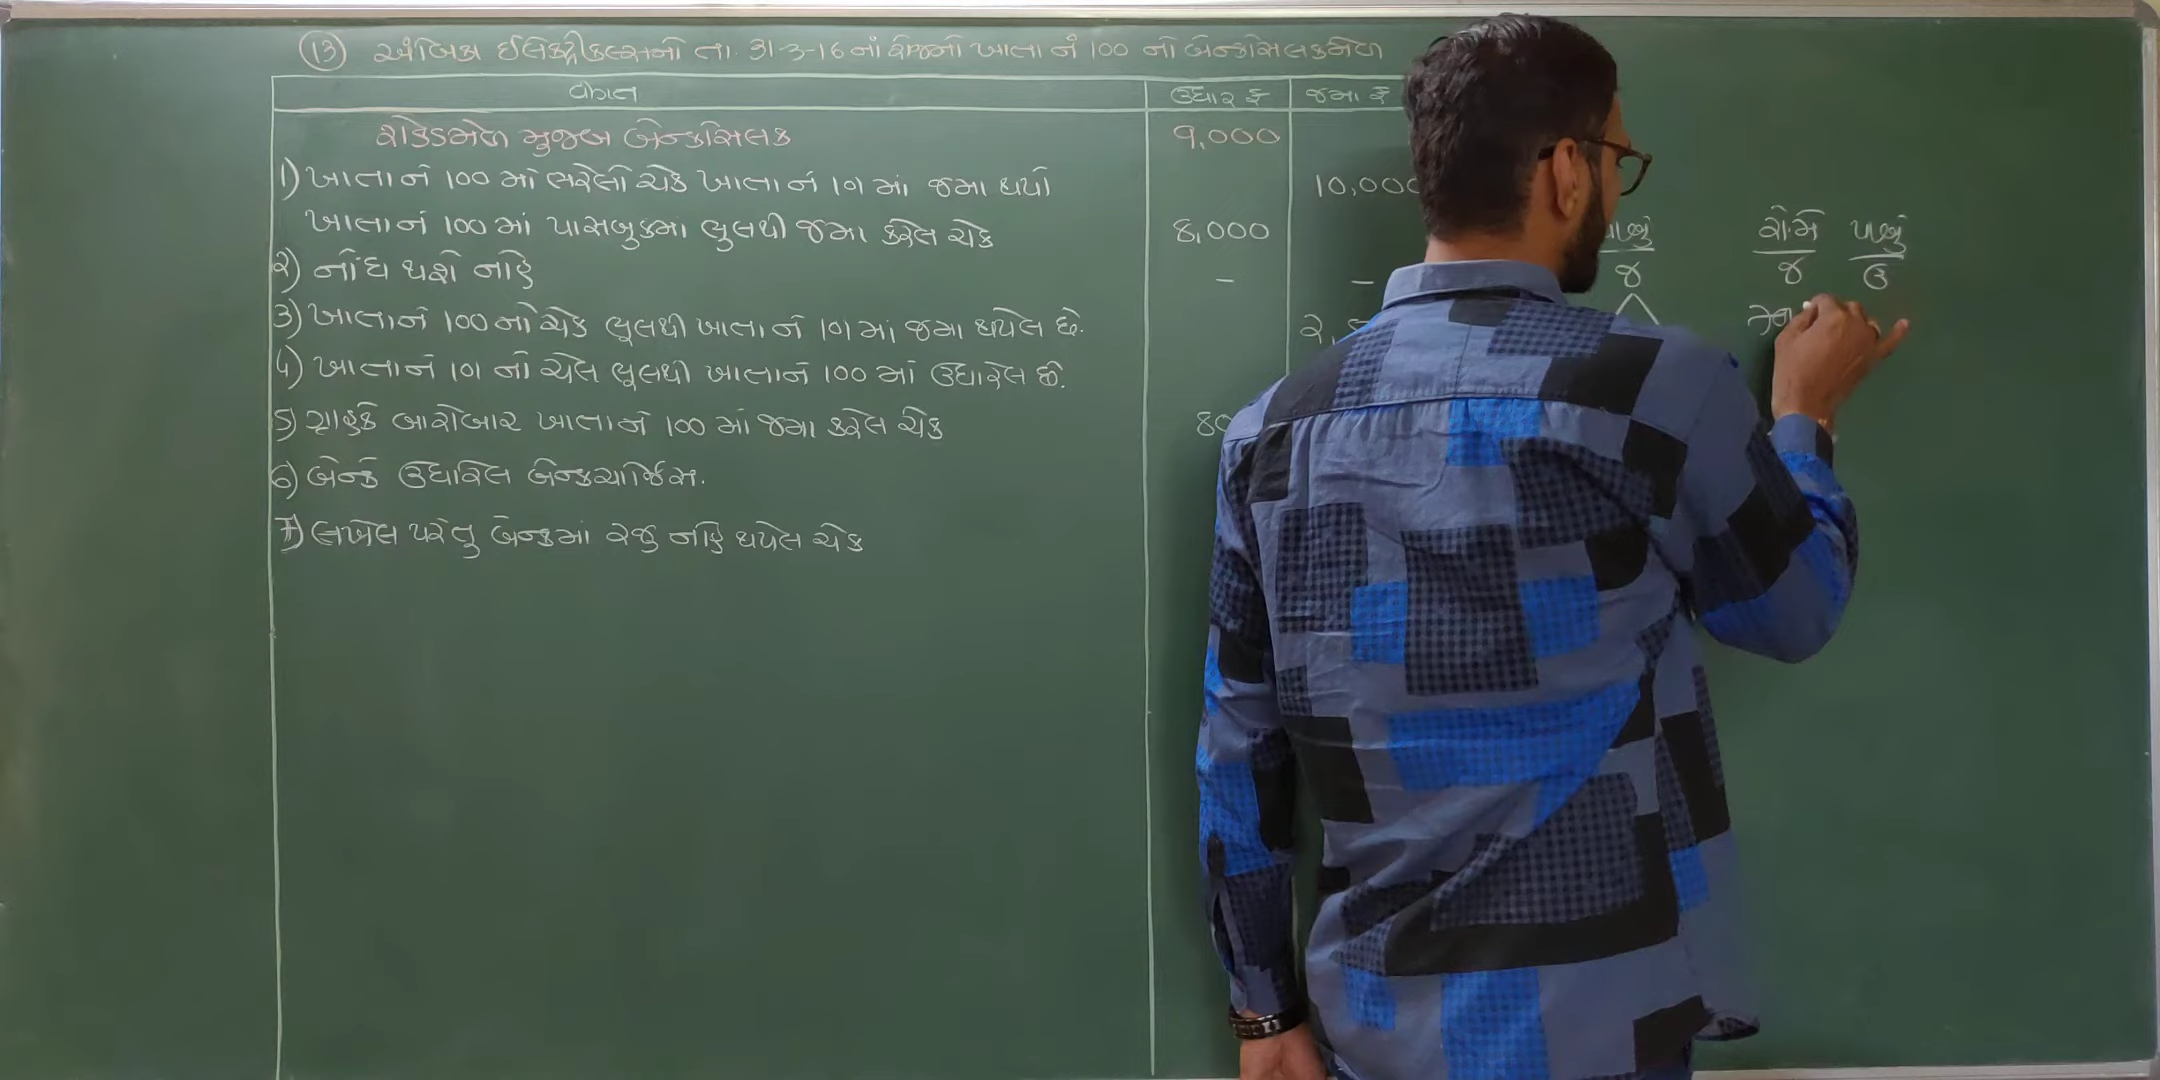 (13) અંબિકા ઈલેક્ટ્રીકલ્સનો તા. 31-3-16 નાં રોજનો ખાતા નં 100 નો બેન્કસિલકમેળ
વિગત ઉધાર ₹ જમા ₹
રોકડમેળ મુજબ બેન્કસિલક 9,000
1) ખાતા નં 100 માં ભરેલો ચેક ખાતા નં 101 માં જમા થયો 10,000
ખાતા નં 100 માં પાસબુકમાં ભુલથી જમા કરેલ ચેક 8,000
2) નોંધ થશે નહિ - -
3) ખાતા નં 100 નો ચેક ભૂલથી ખાતા નં 101 માં જમા થયેલ છે. 2,
4) ખાતા નં 101 નો ચેલ ભૂલથી ખાતા નં 100 માં ઉધારેલ છે.
5) ગ્રાહકે બારોબાર ખાતા નં 100 માં જમા કરેલ ચેક 80
6) બેન્કે ઉધારેલ બેન્કચાર્જિસ.
7) લખેલ પરંતુ બેન્કમાં રજુ નહિ થયેલ ચેક
રો.મે પાબુ
જ ઉ
જ